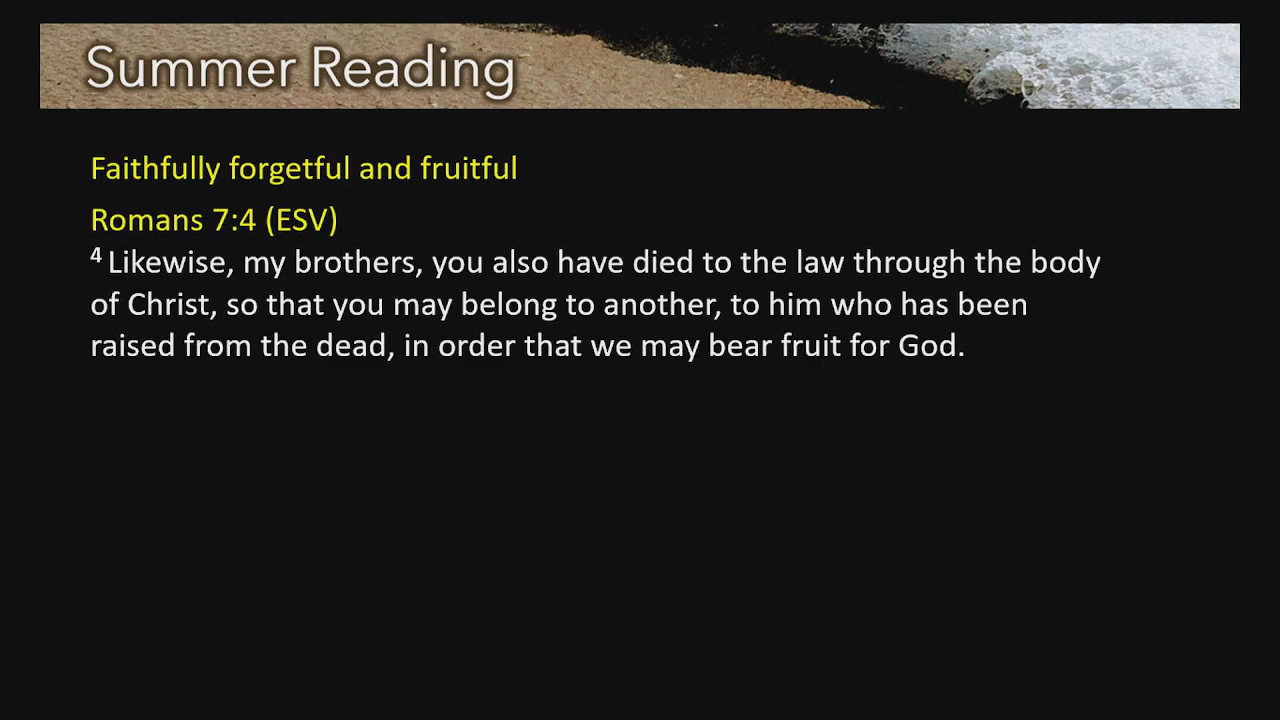 Summer Reading
Faithfully forgetful and fruitful
Romans 7:4 (ESV)
⁴ Likewise, my brothers, you also have died to the law through the body
of Christ, so that you may belong to another, to him who has been
raised from the dead, in order that we may bear fruit for God.